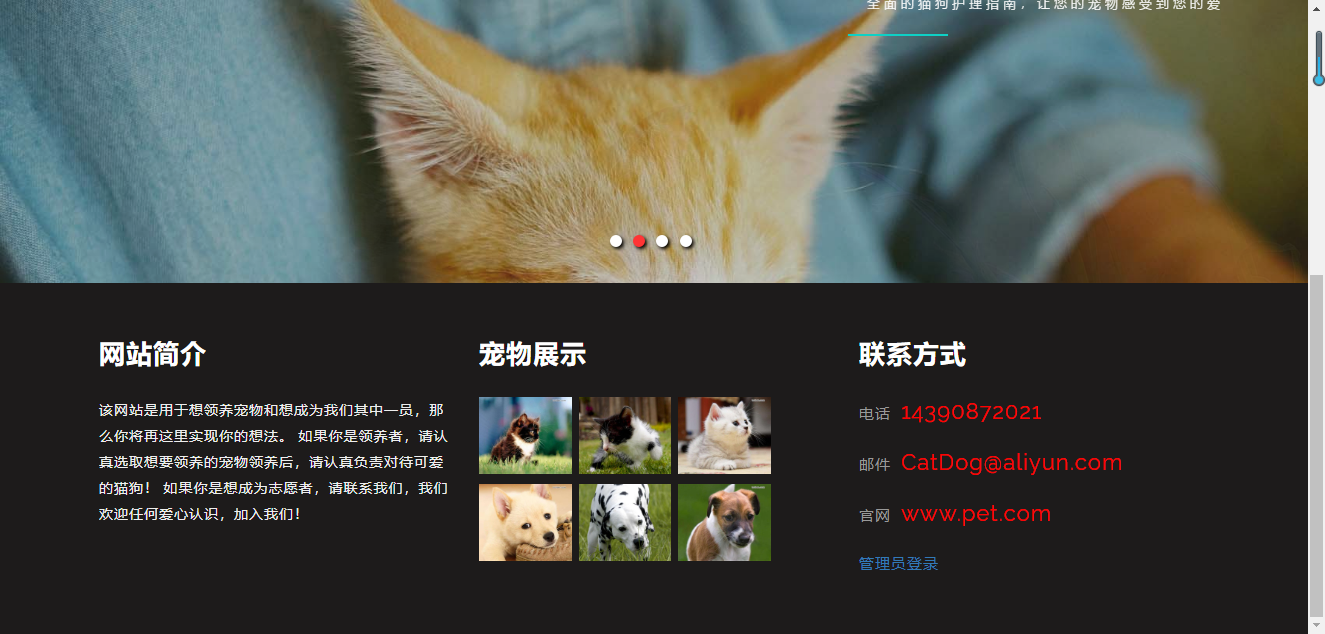 全面的猫狗护理指南，让您的宠物感受到您的爱
网站简介
该网站是用于想领养宠物和想成为我们其中一员，那
么你将再这里实现你的想法。 如果你是领养者，请认
真选取想要领养的宠物领养后，请认真负责对待可爱
的猫狗！ 如果你是想成为志愿者，请联系我们，我们
欢迎任何爱心认识，加入我们！
宠物展示
联系方式
电话 14390872021
邮件 CatDog@aliyun.com
官网 www.pet.com
管理员登录